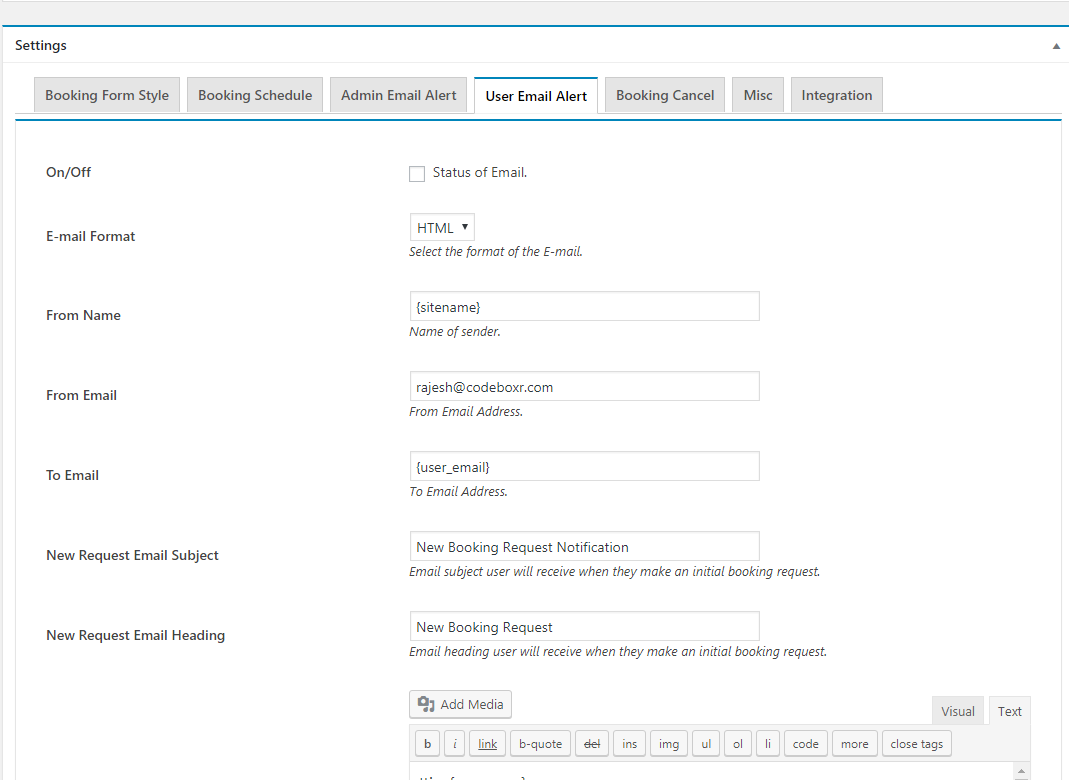 Settings
Booking Form Style Booking Schedule Admin Email Alert User Email Alert Booking Cancel Misc Integration
On/Off Status of Email.
E-mail Format HTML
Select the format of the E-mail.
From Name {sitename}
Name of sender.
From Email rajesh@codeboxr.com
From Email Address.
To Email {user_email}
To Email Address.
New Request Email Subject New Booking Request Notification
Email subject user will receive when they make an initial booking request.
New Request Email Heading New Booking Request
Email heading user will receive when they make an initial booking request.
Add Media Visual Text
b i link b-quote del ins img ul ol li code more close tags